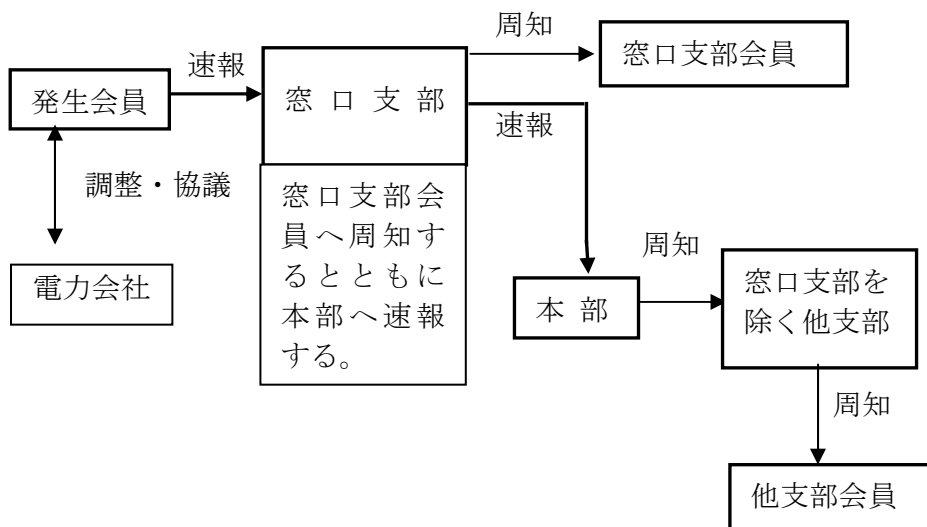 周知
窓口支部会員
速報
発生会員
窓口支部
速報
調整・協議
窓口支部会
員へ周知す
るとともに
本部へ速報
する。
電力会社
周知
本部
窓口支部を
除く他支部
周知
他支部会員